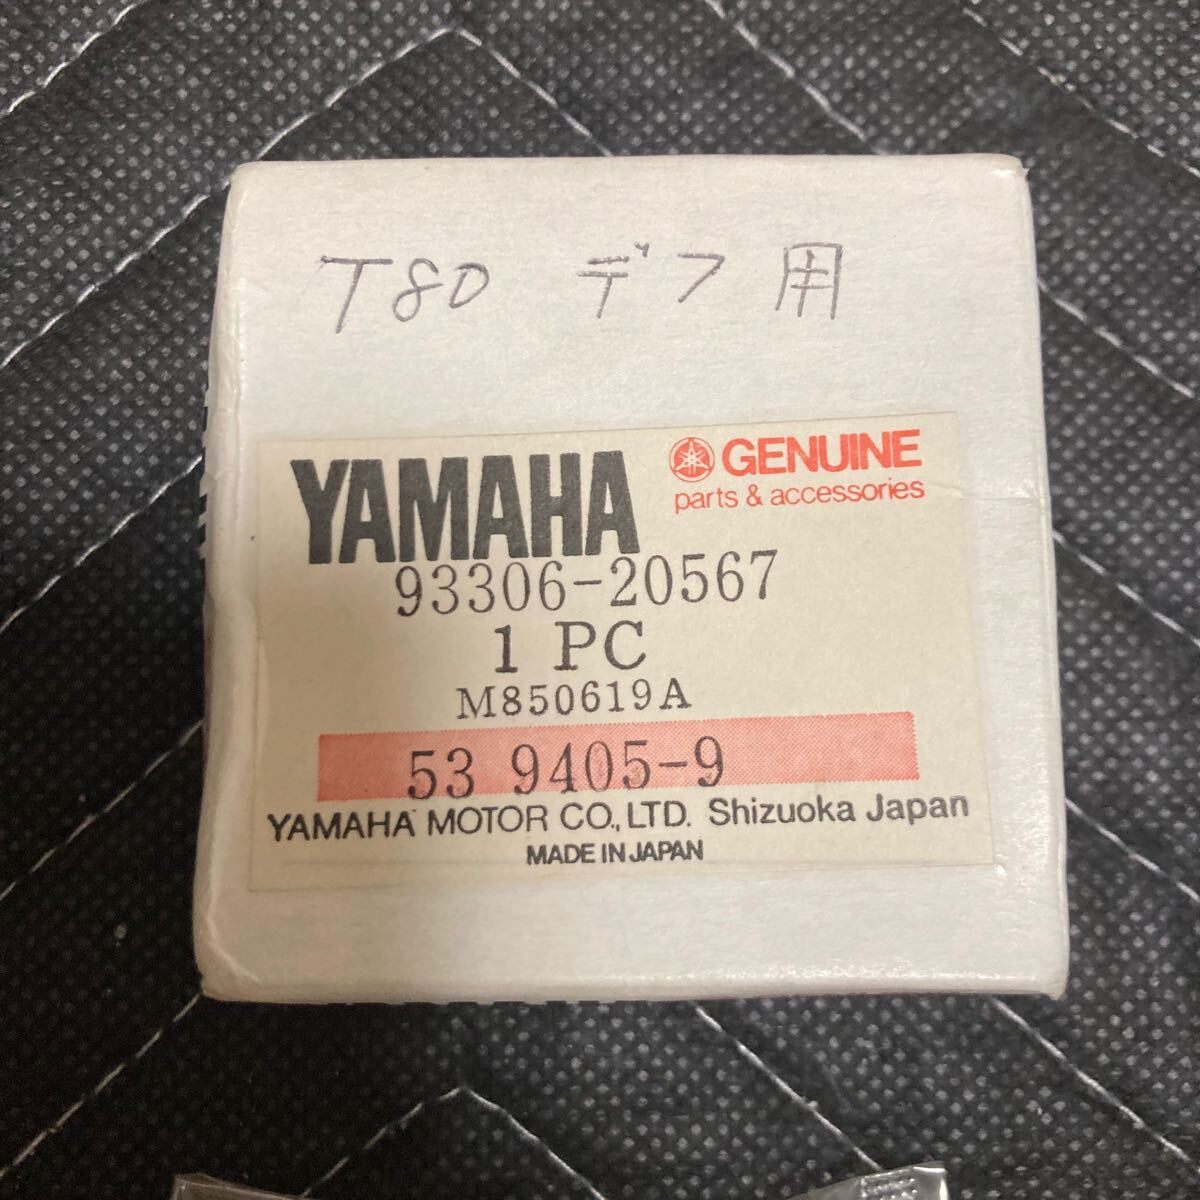 T80 デフ用
YAMAHA
GENUINE
parts & accessories
93306-20567
1 PC
M850619A
53 9405-9
YAMAHA MOTOR CO., LTD. Shizuoka Japan
MADE IN JAPAN